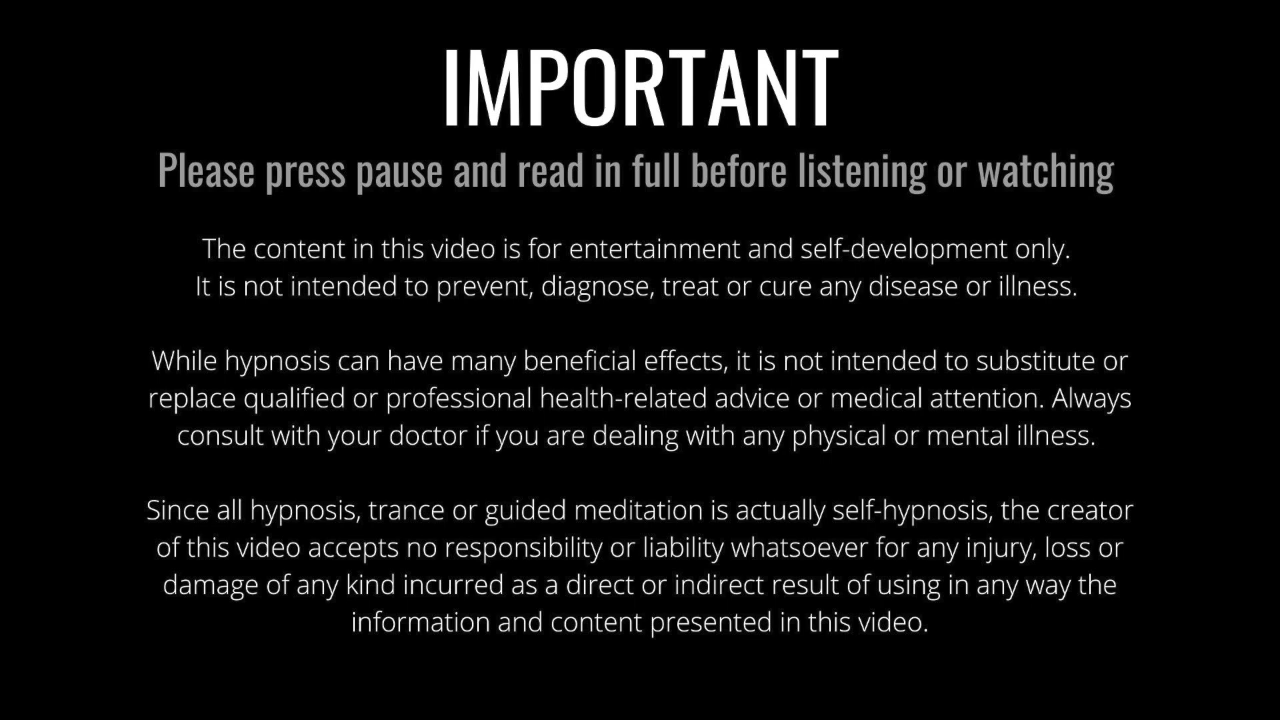 IMPORTANT
Please press pause and read in full before listening or watching
The content in this video is for entertainment and self-development only.
It is not intended to prevent, diagnose, treat or cure any disease or illness.
While hypnosis can have many beneficial effects, it is not intended to substitute or
replace qualified or professional health-related advice or medical attention. Always
consult with your doctor if you are dealing with any physical or mental illness.
Since all hypnosis, trance or guided meditation is actually self-hypnosis, the creator
of this video accepts no responsibility or liability whatsoever for any injury, loss or
damage of any kind incurred as a direct or indirect result of using in any way the
information and content presented in this video.